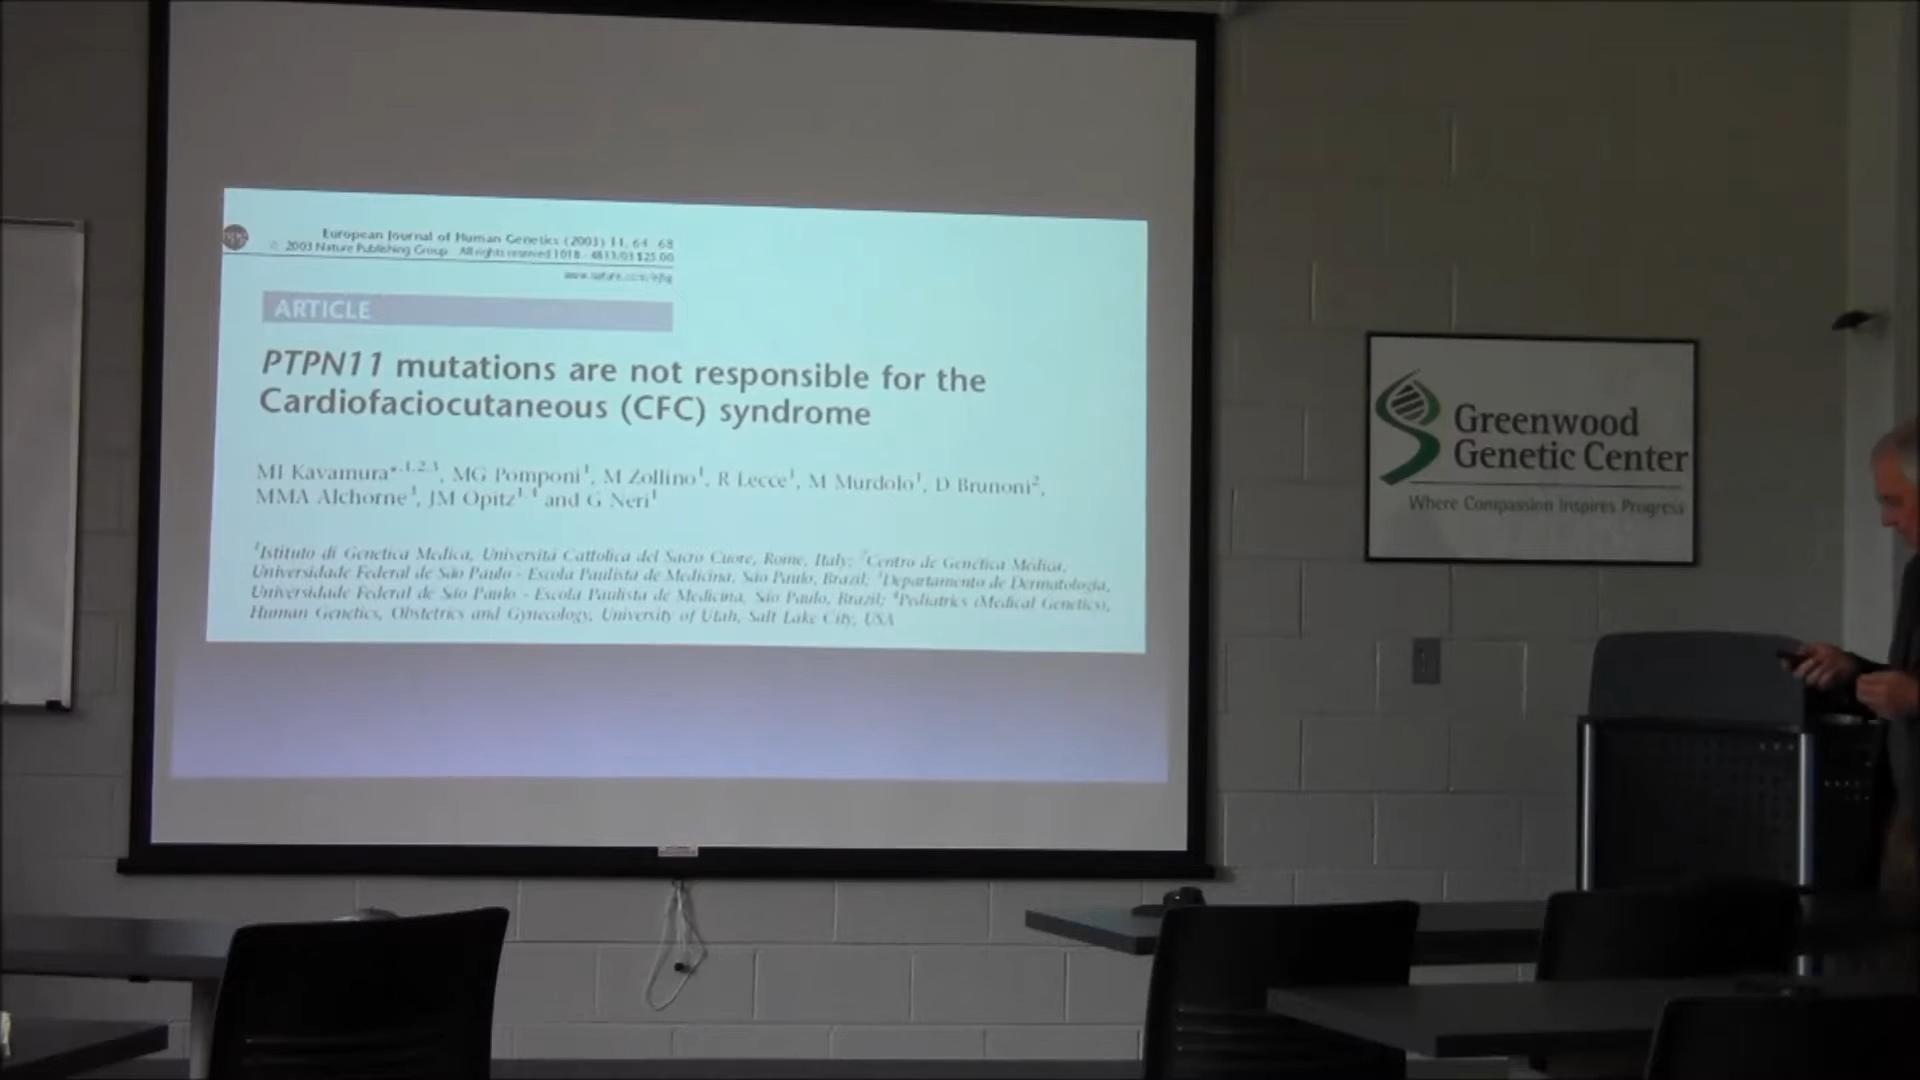 European Journal of Human Genetics (2003) 11, 64–68
© 2003 Nature Publishing Group All rights reserved 1018-4813/03 $25.00
www.nature.com/ejhg
ARTICLE
PTPN11 mutations are not responsible for the
Cardiofaciocutaneous (CFC) syndrome
MI Kavamura*,1,2,3, MG Pomponi1, M Zollino1, R Lecce1, M Murdolo1, D Brunoni2,
MMA Alchorne3, JM Opitz1,4 and G Neri1
1Istituto di Genetica Medica, Università Cattolica del Sacro Cuore, Rome, Italy; 2Centro de Genética Médica,
Universidade Federal de São Paulo - Escola Paulista de Medicina, São Paulo, Brazil; 3Departamento de Dermatologia,
Universidade Federal de São Paulo - Escola Paulista de Medicina, São Paulo, Brazil; 4Pediatrics (Medical Genetics),
Human Genetics, Obstetrics and Gynecology, University of Utah, Salt Lake City, USA
Greenwood
Genetic Center
Where Compassion Inspires Progress